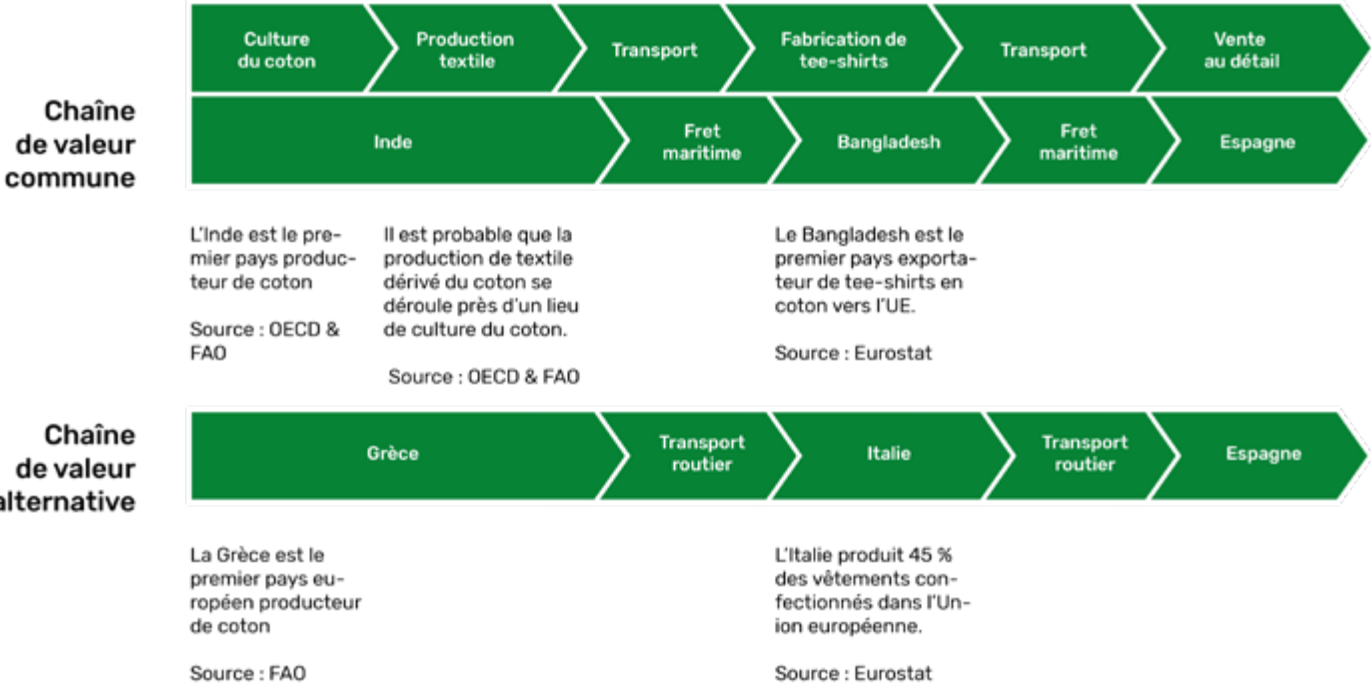 Culture
du coton
Production
textile
Transport
Fabrication de
tee-shirts
Transport
Vente
au détail
Chaîne
de valeur
commune
Inde
Fret
maritime
Bangladesh
Fret
maritime
Espagne
L'Inde est le pre-
mier pays produc-
teur de coton
Source : OECD &
FAO
Il est probable que la
production de textile
dérivé du coton se
déroule près d'un lieu
de culture du coton.
Source : OECD & FAO
Le Bangladesh est le
premier pays exporta-
teur de tee-shirts en
coton vers l'UE.
Source : Eurostat
Chaîne
de valeur
alternative
Grèce
Transport
routier
Italie
Transport
routier
Espagne
La Grèce est le
premier pays eu-
ropéen producteur
de coton
Source : FAO
L'Italie produit 45 %
des vêtements con-
fectionnés dans l'Un-
ion européenne.
Source : Eurostat